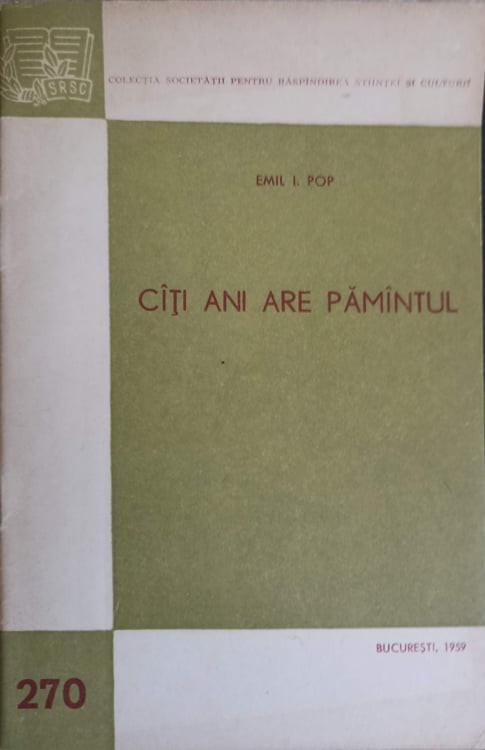 SRSC
COLECȚIA SOCIETĂȚII PENTRU RĂSPÎNDIREA ȘTIINȚEI ȘI CULTURII
EMIL I. POP
CÎȚI ANI ARE PĂMÎNTUL
BUCUREȘTI, 1959
270